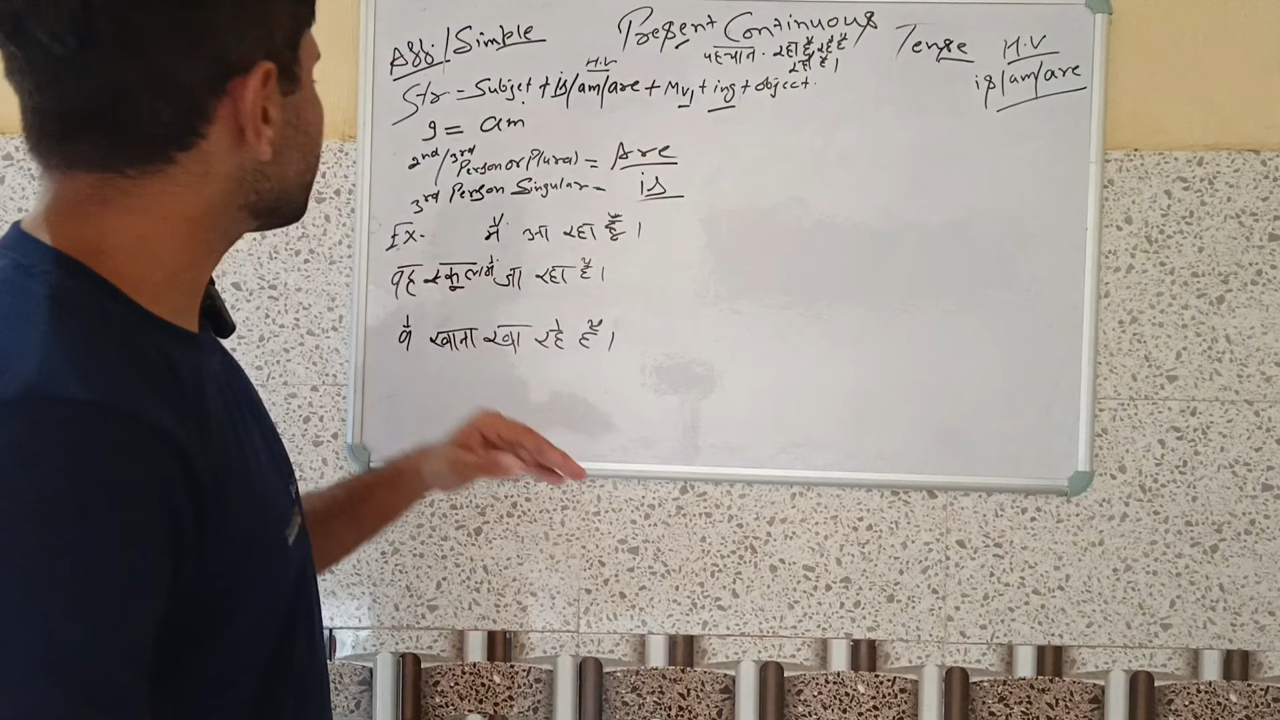 Present Continuous Tense H.V
Aff./Simple
पहचान. रहा हूँ, रहे हैं
रहा है।
is/am/are
H.V
Str = Subject + is/am/are + Mv1 + ing + object.
I = am
2nd/3rd Person or Plural = Are
3rd Person Singular = is
Ex. मैं जा रहा हूँ।
वह स्कूल में जा रहा है।
वे खाना खा रहे हैं।